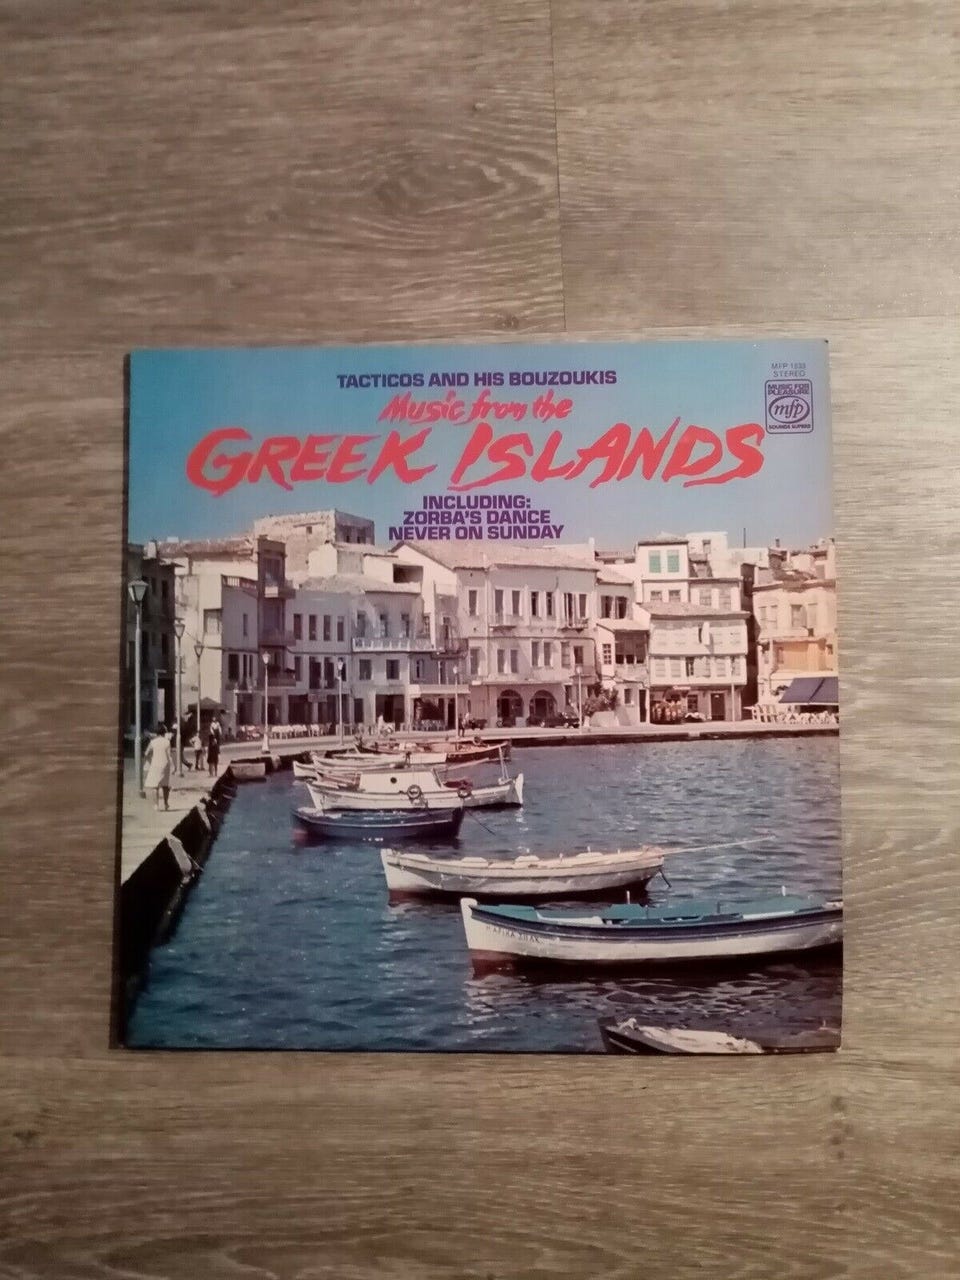 TACTICOS AND HIS BOUZOUKIS
Music from the
GREEK ISLANDS
INCLUDING:
ZORBA'S DANCE
NEVER ON SUNDAY
MFP
STEREO
MUSIC FOR
PLEASURE
mfp
SOUNDS SUPERB